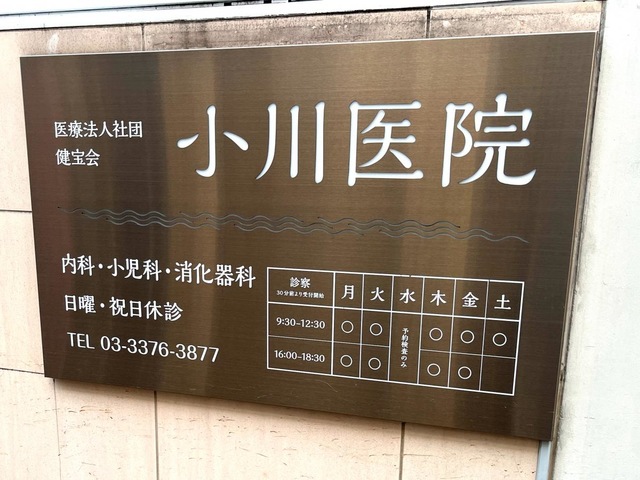 医療法人社団
健宝会
小川医院
内科・小児科・消化器科
日曜・祝日休診
TEL 03-3376-3877
診察 月 火 水 木 金 土
30分前より受付開始
9:30-12:30 ○ ○ 予約検査のみ ○ ○ ○
16:00-18:30 ○ ○ ○ ○